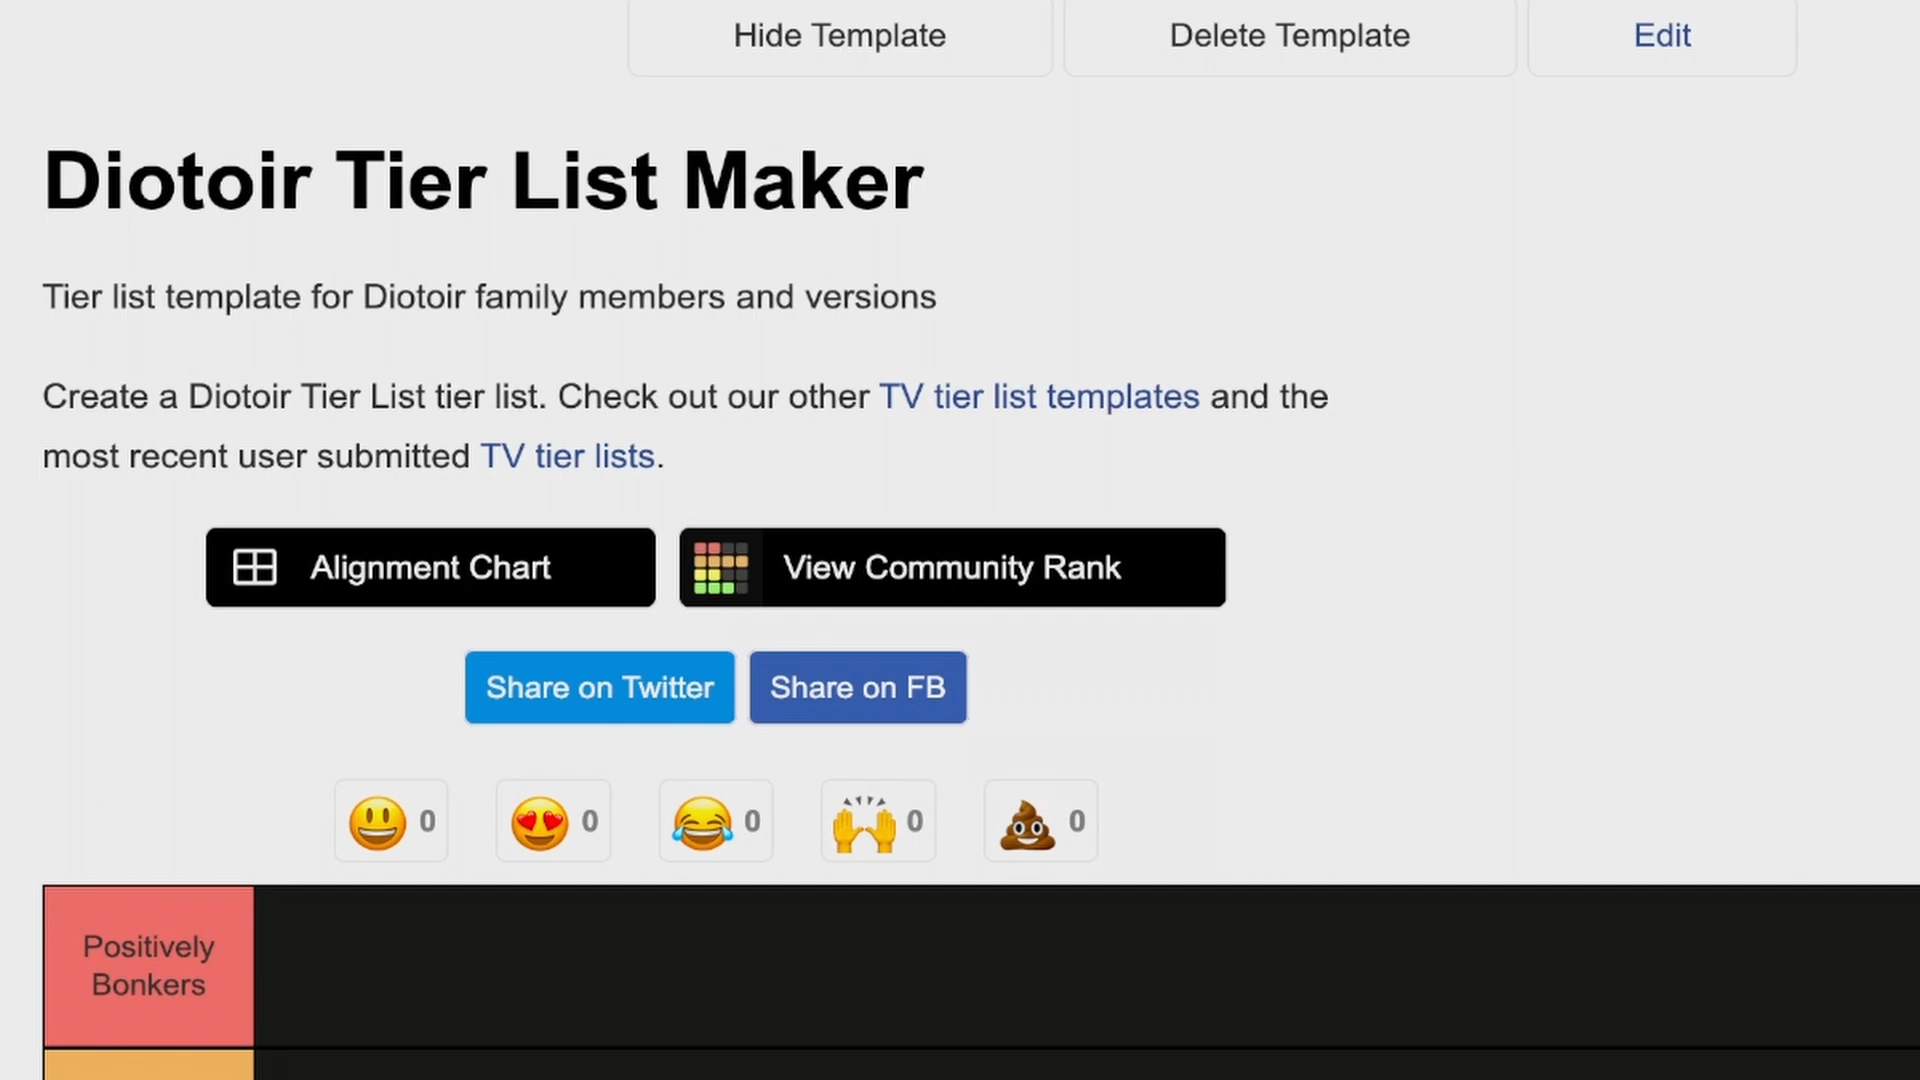 Hide Template
Delete Template
Edit
Diotoir Tier List Maker
Tier list template for Diotoir family members and versions
Create a Diotoir Tier List tier list. Check out our other TV tier list templates and the
most recent user submitted TV tier lists.
Alignment Chart
View Community Rank
Share on Twitter
Share on FB
0
0
0
0
0
Positively
Bonkers